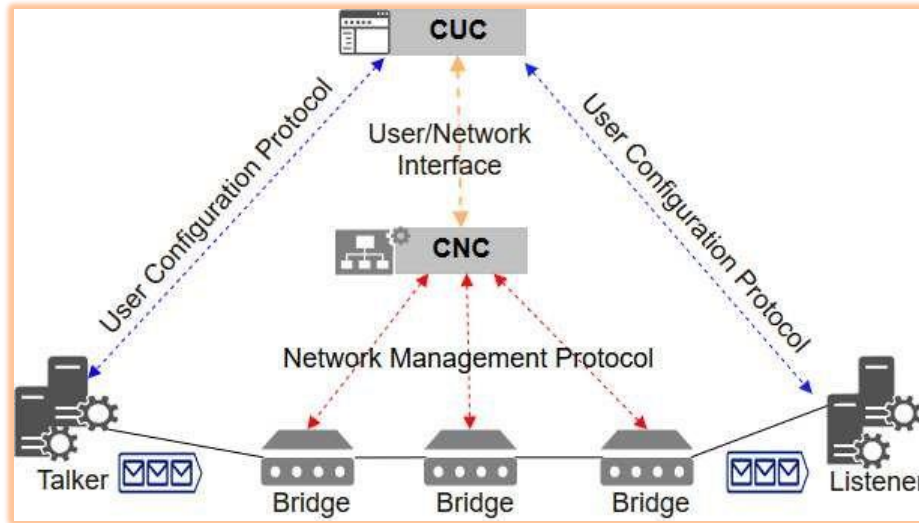 CUC
User Configuration Protocol
User/Network
Interface
User Configuration Protocol
CNC
Network Management Protocol
Talker
Bridge
Bridge
Bridge
Listener